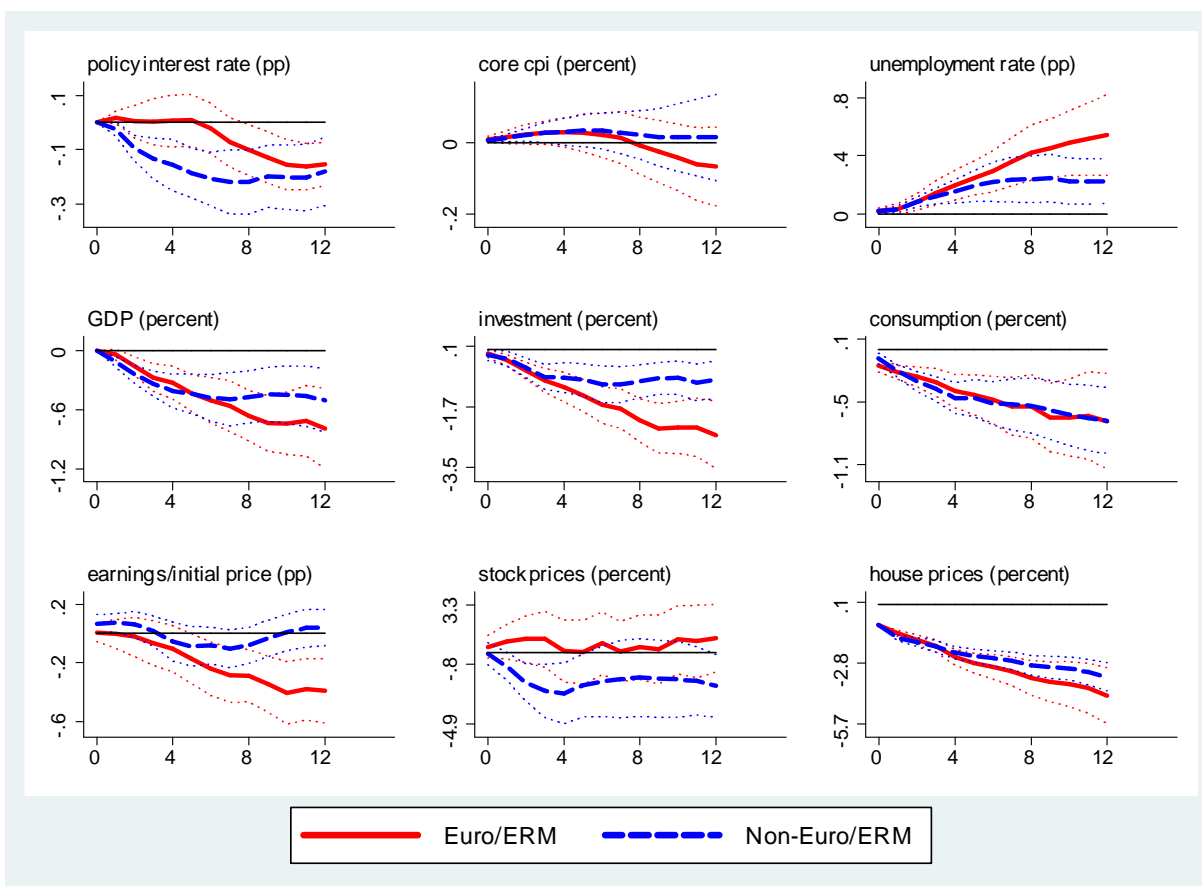 policy interest rate (pp)
.1
-.1
-.3
0 4 8 12
core cpi (percent)
0
-.2
0 4 8 12
unemployment rate (pp)
.8
.4
0
0 4 8 12
GDP (percent)
0
-.6
-1.2
0 4 8 12
investment (percent)
.1
-1.7
-3.5
0 4 8 12
consumption (percent)
.1
-.5
-1.1
0 4 8 12
earnings/initial price (pp)
.2
-.2
-.6
0 4 8 12
stock prices (percent)
3.3
-.8
-4.9
0 4 8 12
house prices (percent)
.1
-2.8
-5.7
0 4 8 12
Euro/ERM Non-Euro/ERM